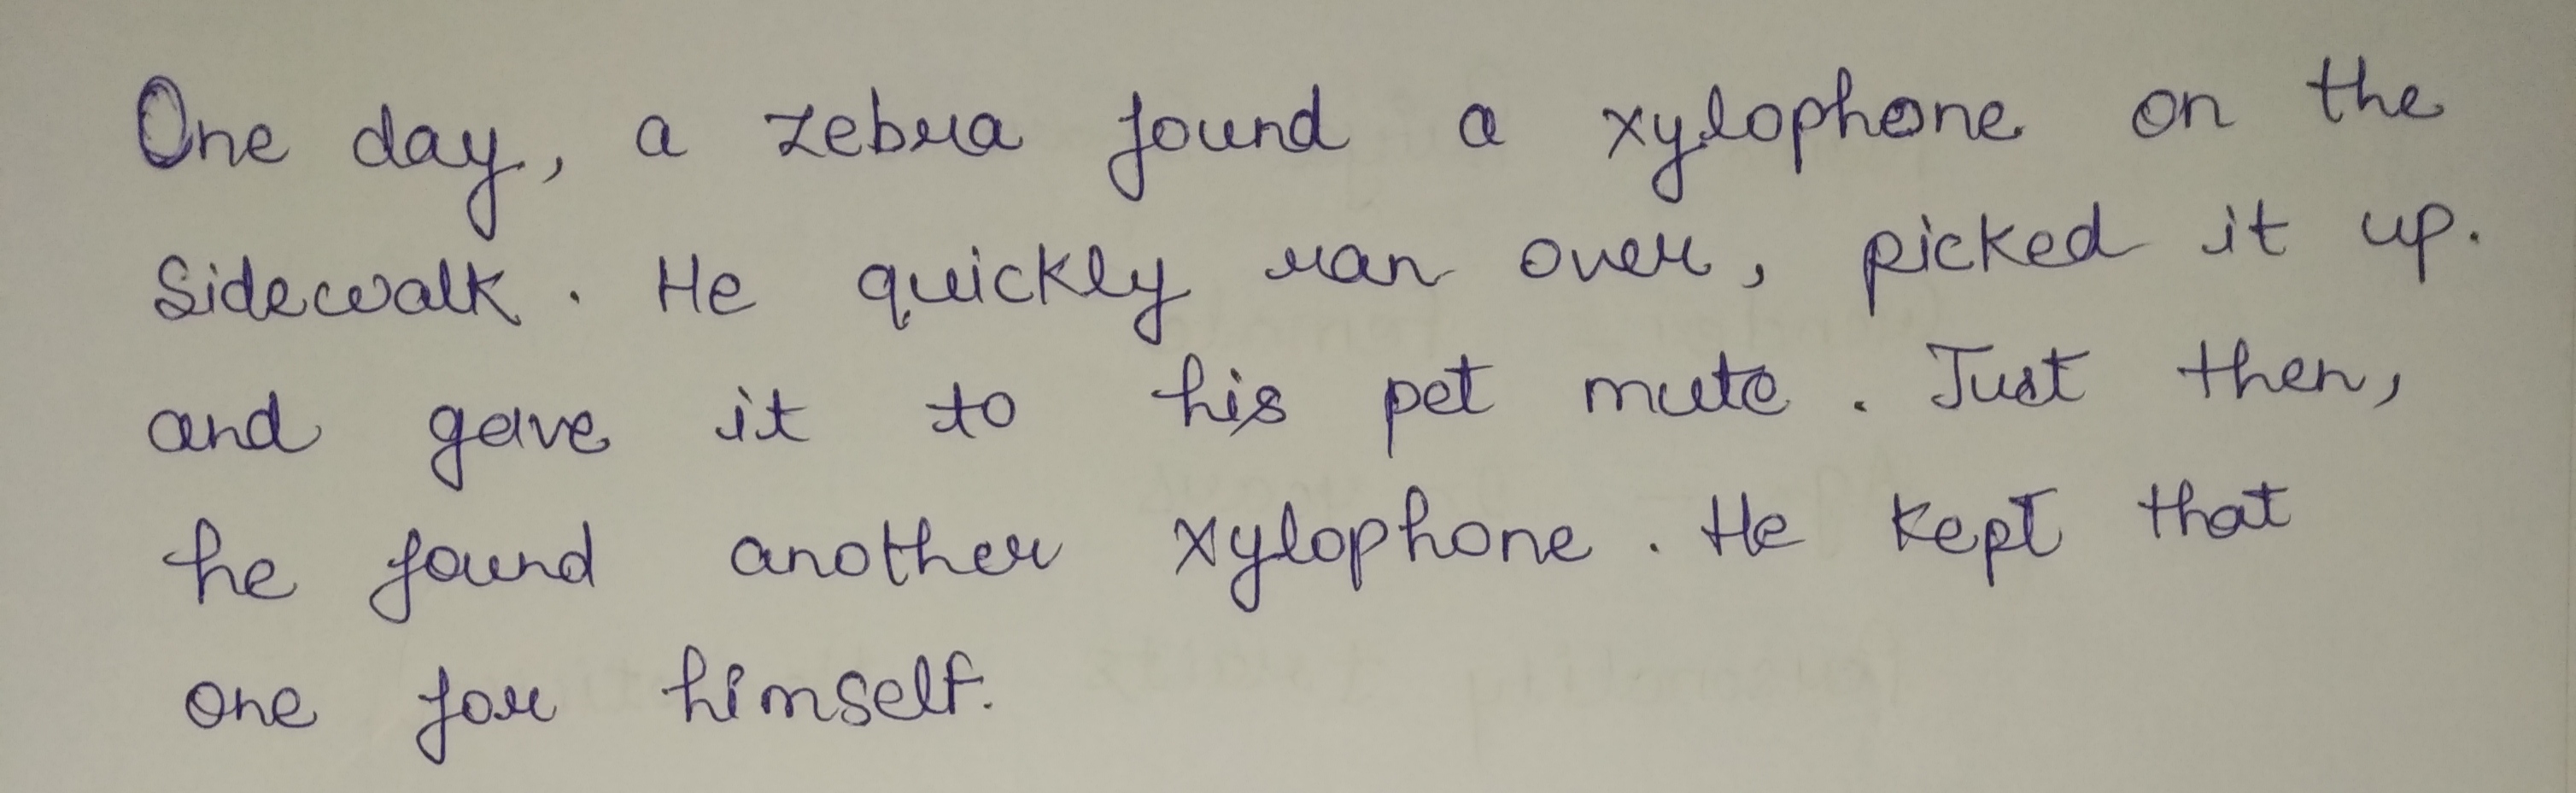 One day, a zebra found a xylophone on the
Sidewalk. He quickly ran over, picked it up.
and gave it to his pet mute. Just then,
he found another xylophone. He kept that
one for himself.